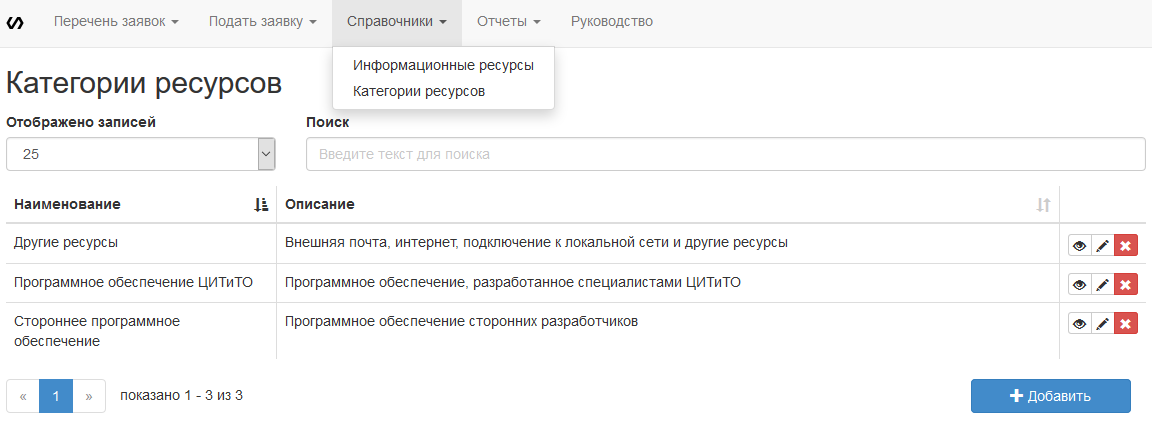 Перечень заявок Подать заявку Справочники Отчеты Руководство
Информационные ресурсы
Категории ресурсов
Категории ресурсов
Отображено записей Поиск
25 Введите текст для поиска
Наименование Описание
Другие ресурсы Внешняя почта, интернет, подключение к локальной сети и другие ресурсы
Программное обеспечение ЦИТиТО Программное обеспечение, разработанное специалистами ЦИТиТО
Стороннее программное Программное обеспечение сторонних разработчиков
обеспечение
« 1 » показано 1 - 3 из 3 Добавить